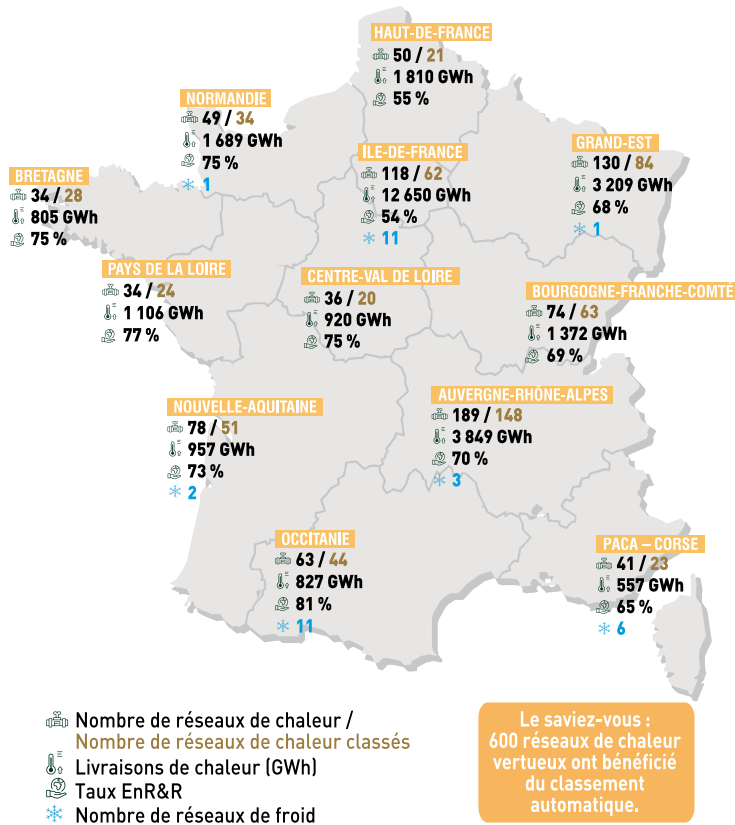 HAUT-DE-FRANCE
50 / 21
1 810 GWh
55 %
NORMANDIE
49 / 34
1 689 GWh
75 %
1
ILE-DE-FRANCE
118 / 62
12 650 GWh
54 %
11
GRAND-EST
130 / 84
3 209 GWh
68 %
1
BRETAGNE
34 / 28
805 GWh
75 %
PAYS DE LA LOIRE
34 / 24
1 106 GWh
77 %
CENTRE-VAL DE LOIRE
36 / 20
920 GWh
75 %
BOURGOGNE-FRANCHE-COMTÉ
74 / 63
1 372 GWh
69 %
NOUVELLE-AQUITAINE
78 / 51
957 GWh
73 %
2
AUVERGNE-RHÔNE-ALPES
189 / 148
3 849 GWh
70 %
3
OCCITANIE
63 / 44
827 GWh
81 %
11
PACA – CORSE
41 / 23
557 GWh
65 %
6
Nombre de réseaux de chaleur /
Nombre de réseaux de chaleur classés
Livraisons de chaleur (GWh)
Taux EnR&R
Nombre de réseaux de froid
Le saviez-vous :
600 réseaux de chaleur
vertueux ont bénéficié
du classement
automatique.